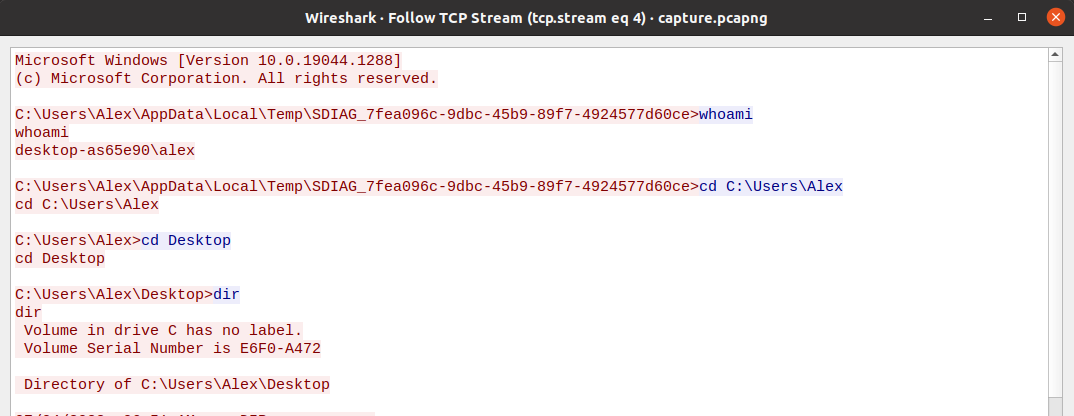 Wireshark · Follow TCP Stream (tcp.stream eq 4) · capture.pcapng
Microsoft Windows [Version 10.0.19044.1288]
(c) Microsoft Corporation. All rights reserved.
C:\Users\Alex\AppData\Local\Temp\SDIAG_7fea096c-9dbc-45b9-89f7-4924577d60ce>whoami
whoami
desktop-as65e90\alex
C:\Users\Alex\AppData\Local\Temp\SDIAG_7fea096c-9dbc-45b9-89f7-4924577d60ce>cd C:\Users\Alex
cd C:\Users\Alex
C:\Users\Alex>cd Desktop
cd Desktop
C:\Users\Alex\Desktop>dir
dir
Volume in drive C has no label.
Volume Serial Number is E6F0-A472
Directory of C:\Users\Alex\Desktop